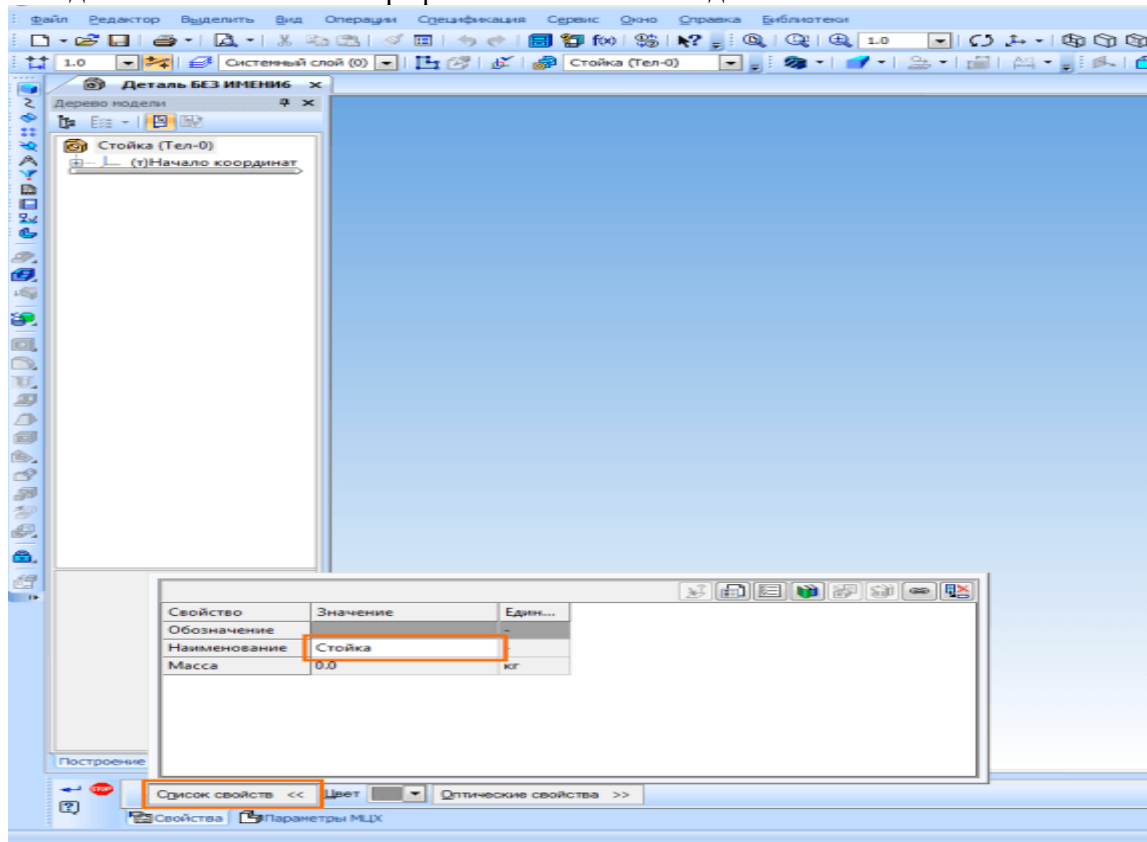 Файл Редактор Выделить Вид Операции Спецификация Сервис Окно Справка Библиотеки
1.0
1.0 Системный слой (0) Стойка (Тел-0)
Деталь БЕЗ ИМЕНИ6
Дерево модели
Стойка (Тел-0)
(т)Начало координат
Свойство Значение Един...
Обозначение -
Наименование Стойка
Масса 0.0 кг
Построение
Список свойств << Цвет Оптические свойства >>
Свойства Параметры МЦХ